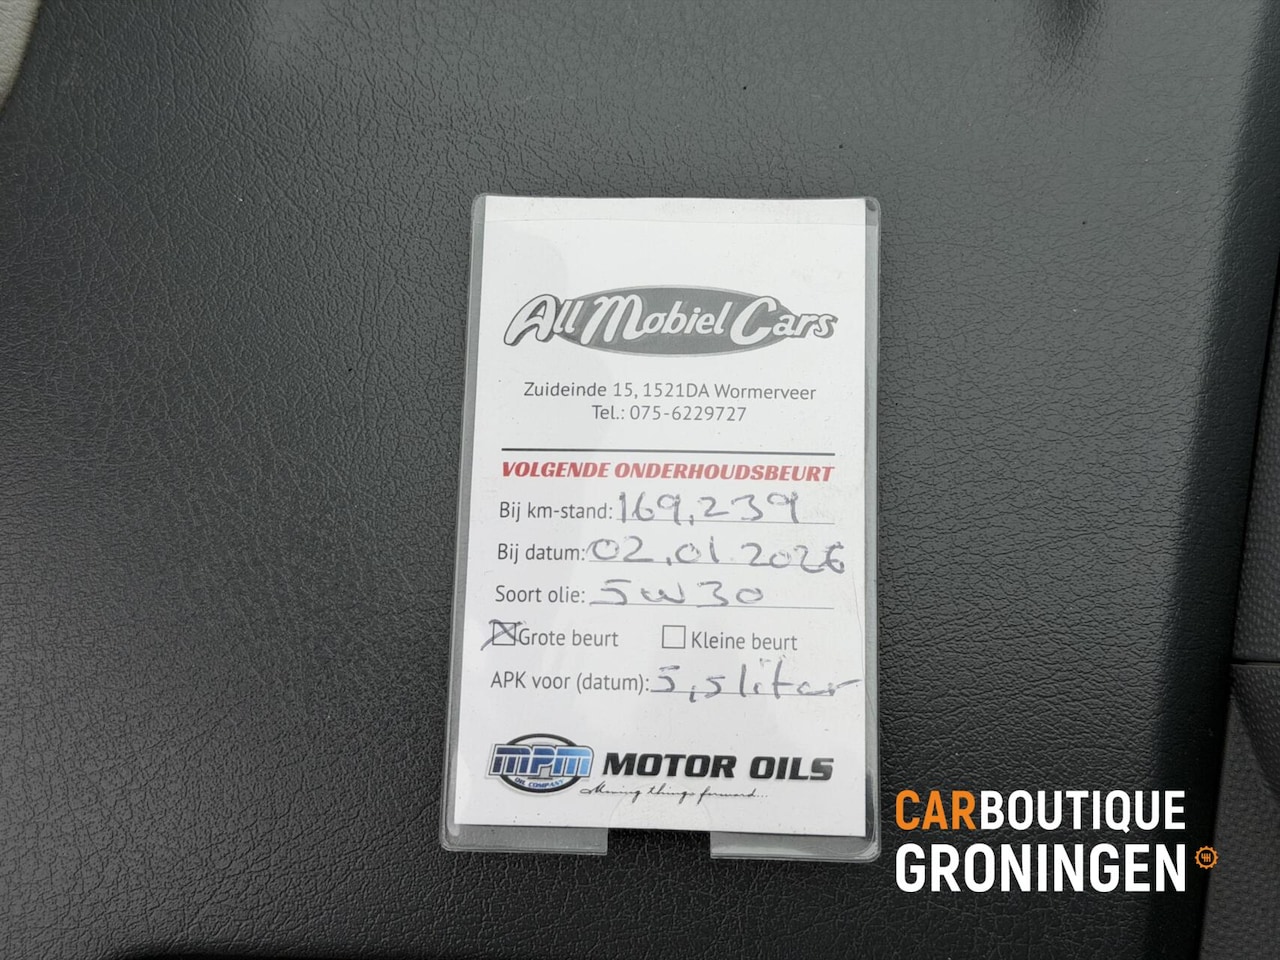 All Mobiel Cars
Zuideinde 15, 1521DA Wormerveer
Tel.: 075-6229727
VOLGENDE ONDERHOUDSBEURT
Bij km-stand: 169,239
Bij datum: 02.01.2026
Soort olie: 5w30
Grote beurt Kleine beurt
APK voor (datum): 5,5 liter
MPM MOTOR OILS
OIL COMPANY
Moving things forward...
CARBOUTIQUE
GRONINGEN